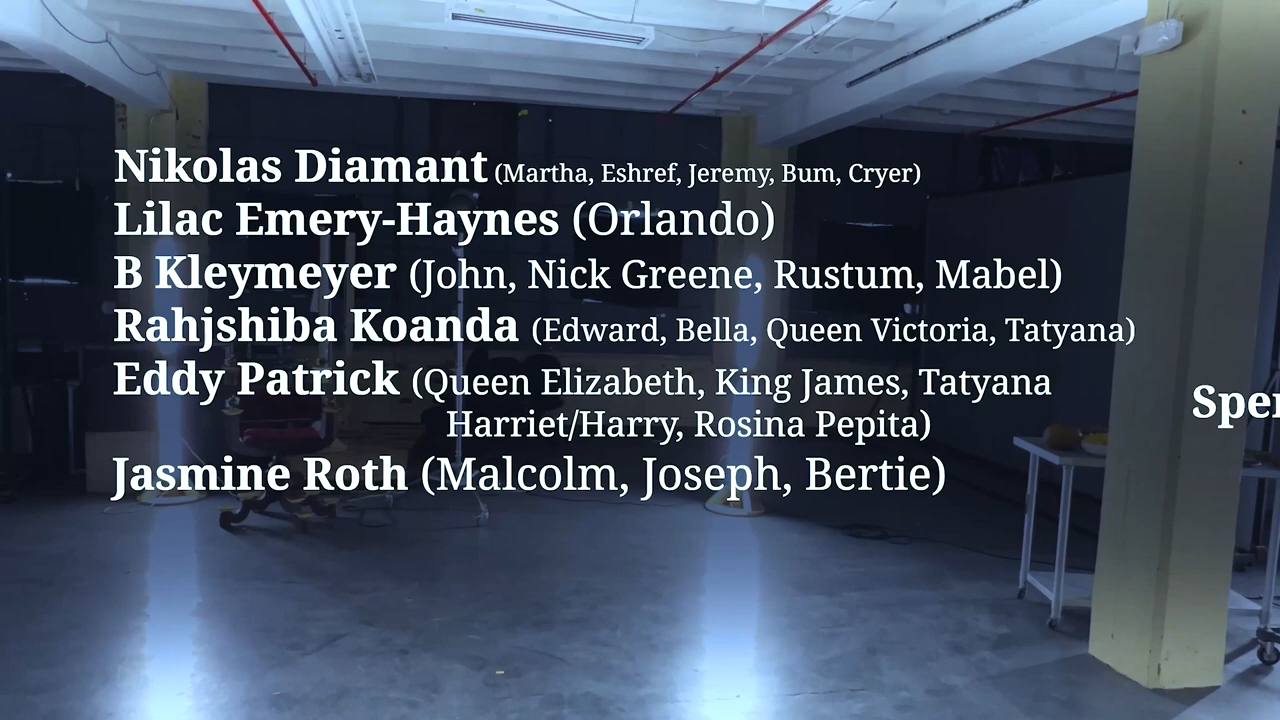 Nikolas Diamant (Martha, Eshref, Jeremy, Bum, Cryer)
Lilac Emery-Haynes (Orlando)
B Kleymeyer (John, Nick Greene, Rustum, Mabel)
Rahjshiba Koanda (Edward, Bella, Queen Victoria, Tatyana)
Eddy Patrick (Queen Elizabeth, King James, Tatyana
Harriet/Harry, Rosina Pepita)
Jasmine Roth (Malcolm, Joseph, Bertie)